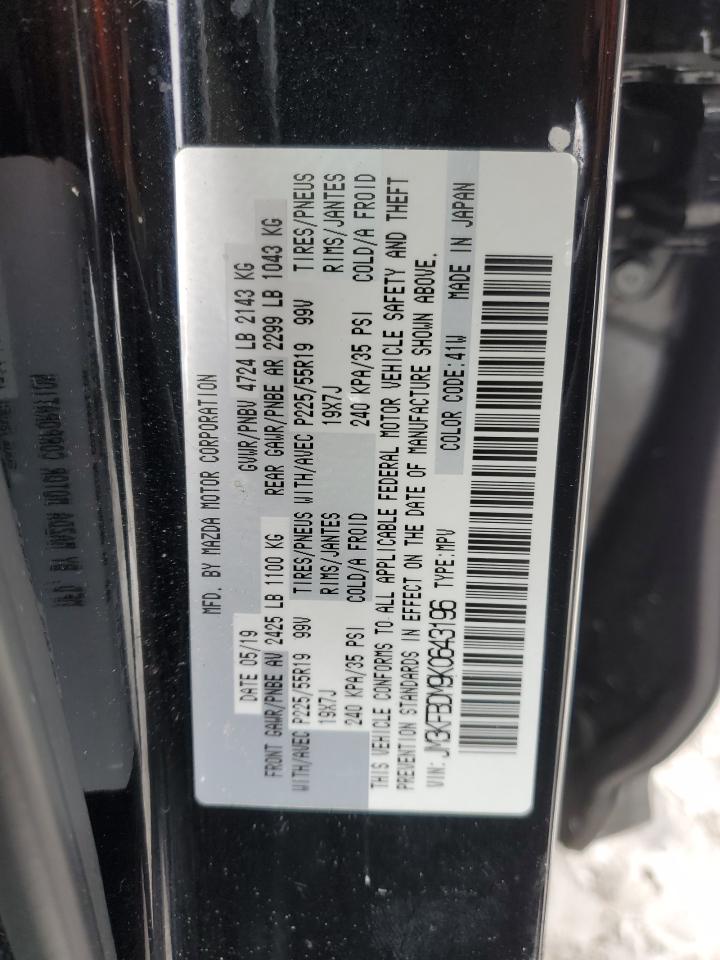 MFD. BY MAZDA MOTOR CORPORATION
DATE 05/19 GVWR/PNBV 4724 LB 2143 KG
FRONT GAWR/PNBE AV 2425 LB 1100 KG REAR GAWR/PNBE AR 2299 LB 1043 KG
WITH/AVEC P225/55R19 99V TIRES/PNEUS WITH/AVEC P225/55R19 99V TIRES/PNEUS
19X7J RIMS/JANTES 19X7J RIMS/JANTES
240 KPA/35 PSI COLD/A FROID 240 KPA/35 PSI COLD/A FROID
THIS VEHICLE CONFORMS TO ALL APPLICABLE FEDERAL MOTOR VEHICLE SAFETY AND THEFT
PREVENTION STANDARDS IN EFFECT ON THE DATE OF MANUFACTURE SHOWN ABOVE.
VIN: JM3KFBDM9K0643196 TYPE:MPV COLOR CODE:41W MADE IN JAPAN